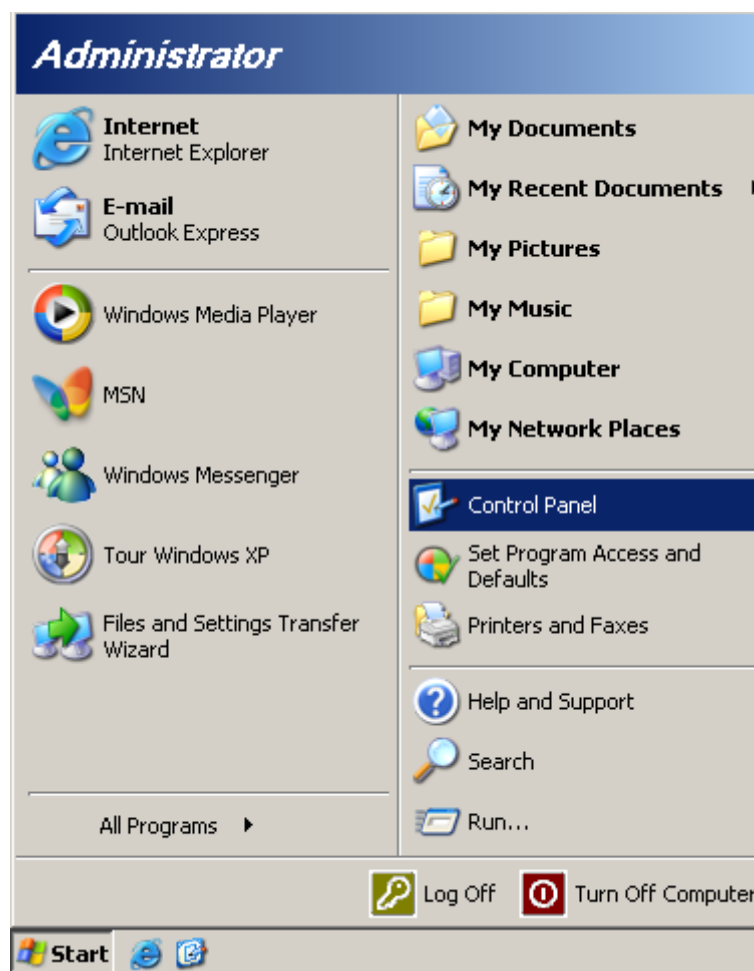 Administrator
Internet
Internet Explorer
E-mail
Outlook Express
Windows Media Player
MSN
Windows Messenger
Tour Windows XP
Files and Settings Transfer
Wizard
All Programs
My Documents
My Recent Documents
My Pictures
My Music
My Computer
My Network Places
Control Panel
Set Program Access and
Defaults
Printers and Faxes
Help and Support
Search
Run...
Log Off
Turn Off Computer
Start